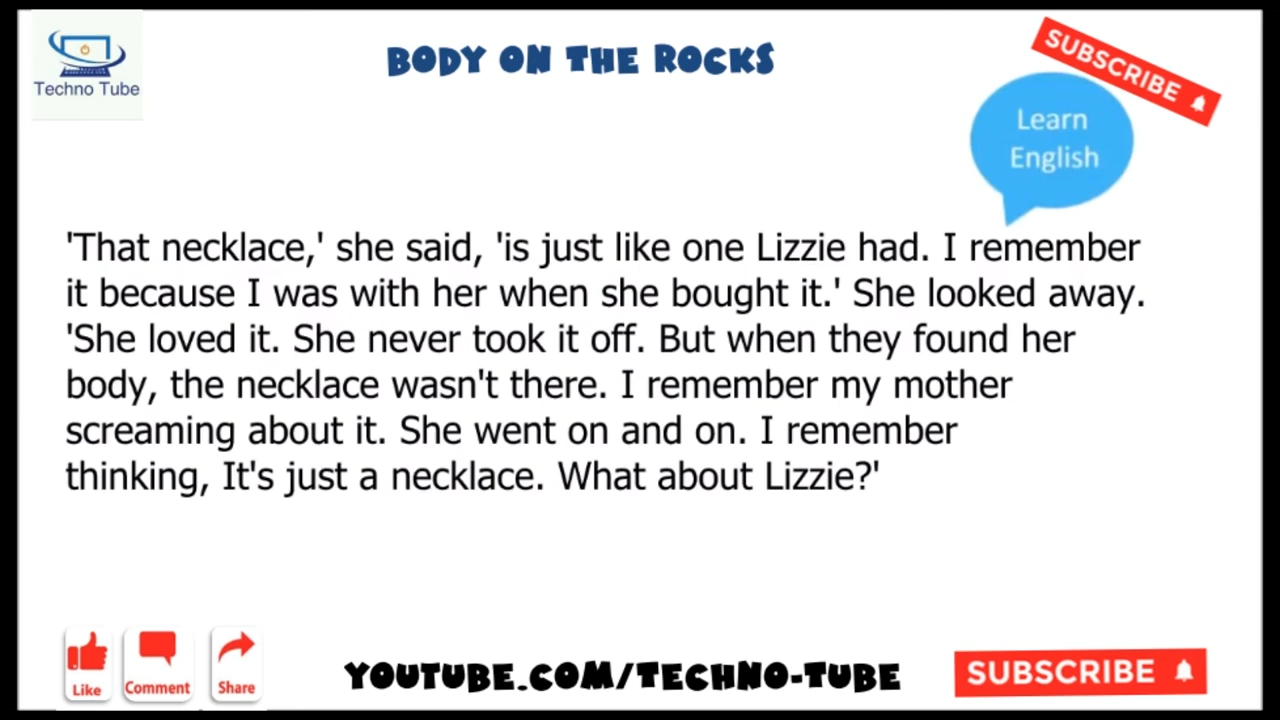 Techno Tube
BODY ON THE ROCKS
SUBSCRIBE
Learn
English
'That necklace,' she said, 'is just like one Lizzie had. I remember
it because I was with her when she bought it.' She looked away.
'She loved it. She never took it off. But when they found her
body, the necklace wasn't there. I remember my mother
screaming about it. She went on and on. I remember
thinking, It's just a necklace. What about Lizzie?'
Like
Comment
Share
YOUTUBE.COM/TECHNO-TUBE
SUBSCRIBE